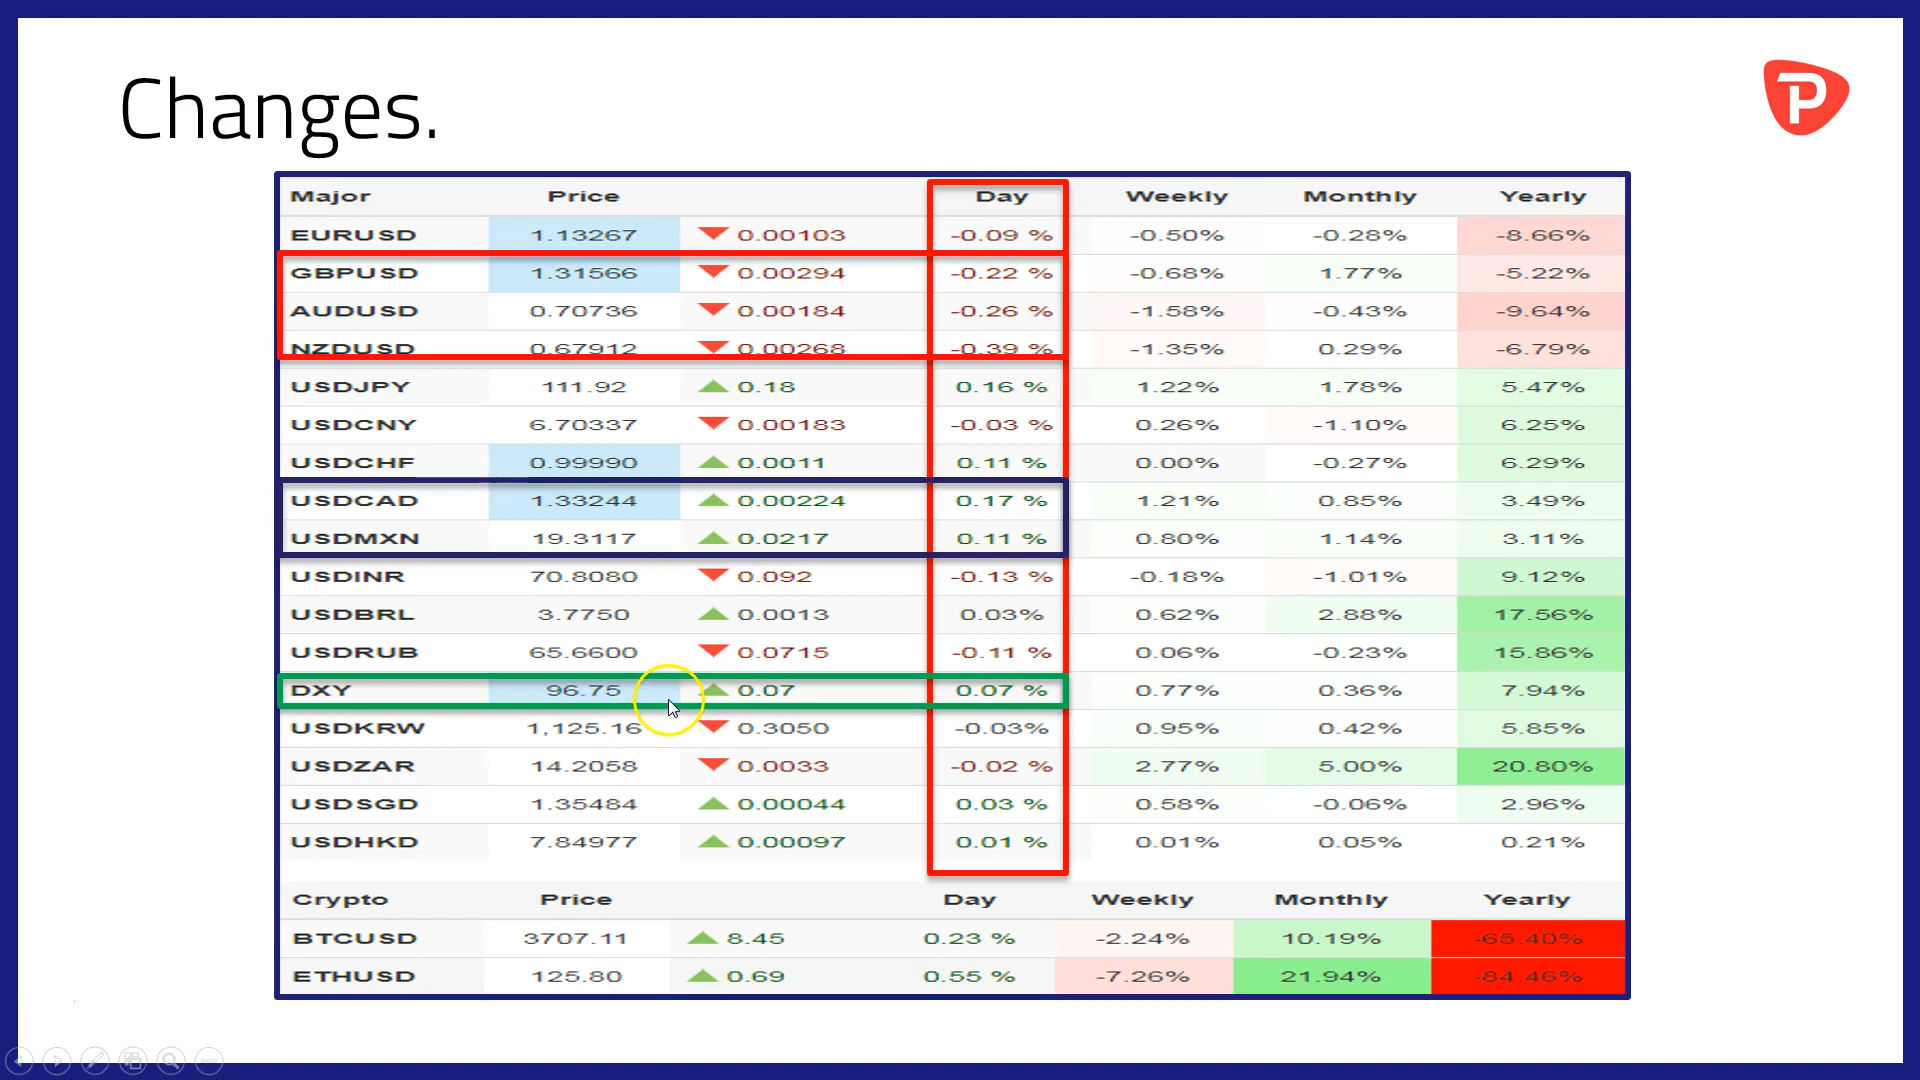 Changes.
P
Major Price Day Weekly Monthly Yearly
EURUSD 1.13267 0.00103 -0.09 % -0.50% -0.28% -8.66%
GBPUSD 1.31566 0.00294 -0.22 % -0.68% 1.77% -5.22%
AUDUSD 0.70736 0.00184 -0.26 % -1.58% -0.43% -9.64%
NZDUSD 0.67912 0.00268 -0.39 % -1.35% 0.29% -6.79%
USDJPY 111.92 0.18 0.16 % 1.22% 1.78% 5.47%
USDCNY 6.70337 0.00183 -0.03 % 0.26% -1.10% 6.25%
USDCHF 0.99990 0.0011 0.11 % 0.00% -0.27% 6.29%
USDCAD 1.33244 0.00224 0.17 % 1.21% 0.85% 3.49%
USDMXN 19.3117 0.0217 0.11 % 0.80% 1.14% 3.11%
USDINR 70.8080 0.092 -0.13 % -0.18% -1.01% 9.12%
USDBRL 3.7750 0.0013 0.03% 0.62% 2.88% 17.56%
USDRUB 65.6600 0.0715 -0.11 % 0.06% -0.23% 15.86%
DXY 96.75 0.07 0.07 % 0.77% 0.36% 7.94%
USDKRW 1,125.16 0.3050 -0.03% 0.95% 0.42% 5.85%
USDZAR 14.2058 0.0033 -0.02 % 2.77% 5.00% 20.80%
USDSGD 1.35484 0.00044 0.03 % 0.58% -0.06% 2.96%
USDHKD 7.84977 0.00097 0.01 % 0.01% 0.05% 0.21%
Crypto Price Day Weekly Monthly Yearly
BTCUSD 3707.11 8.45 0.23 % -2.24% 10.19% -65.40%
ETHUSD 125.80 0.69 0.55 % -7.26% 21.94% -84.46%